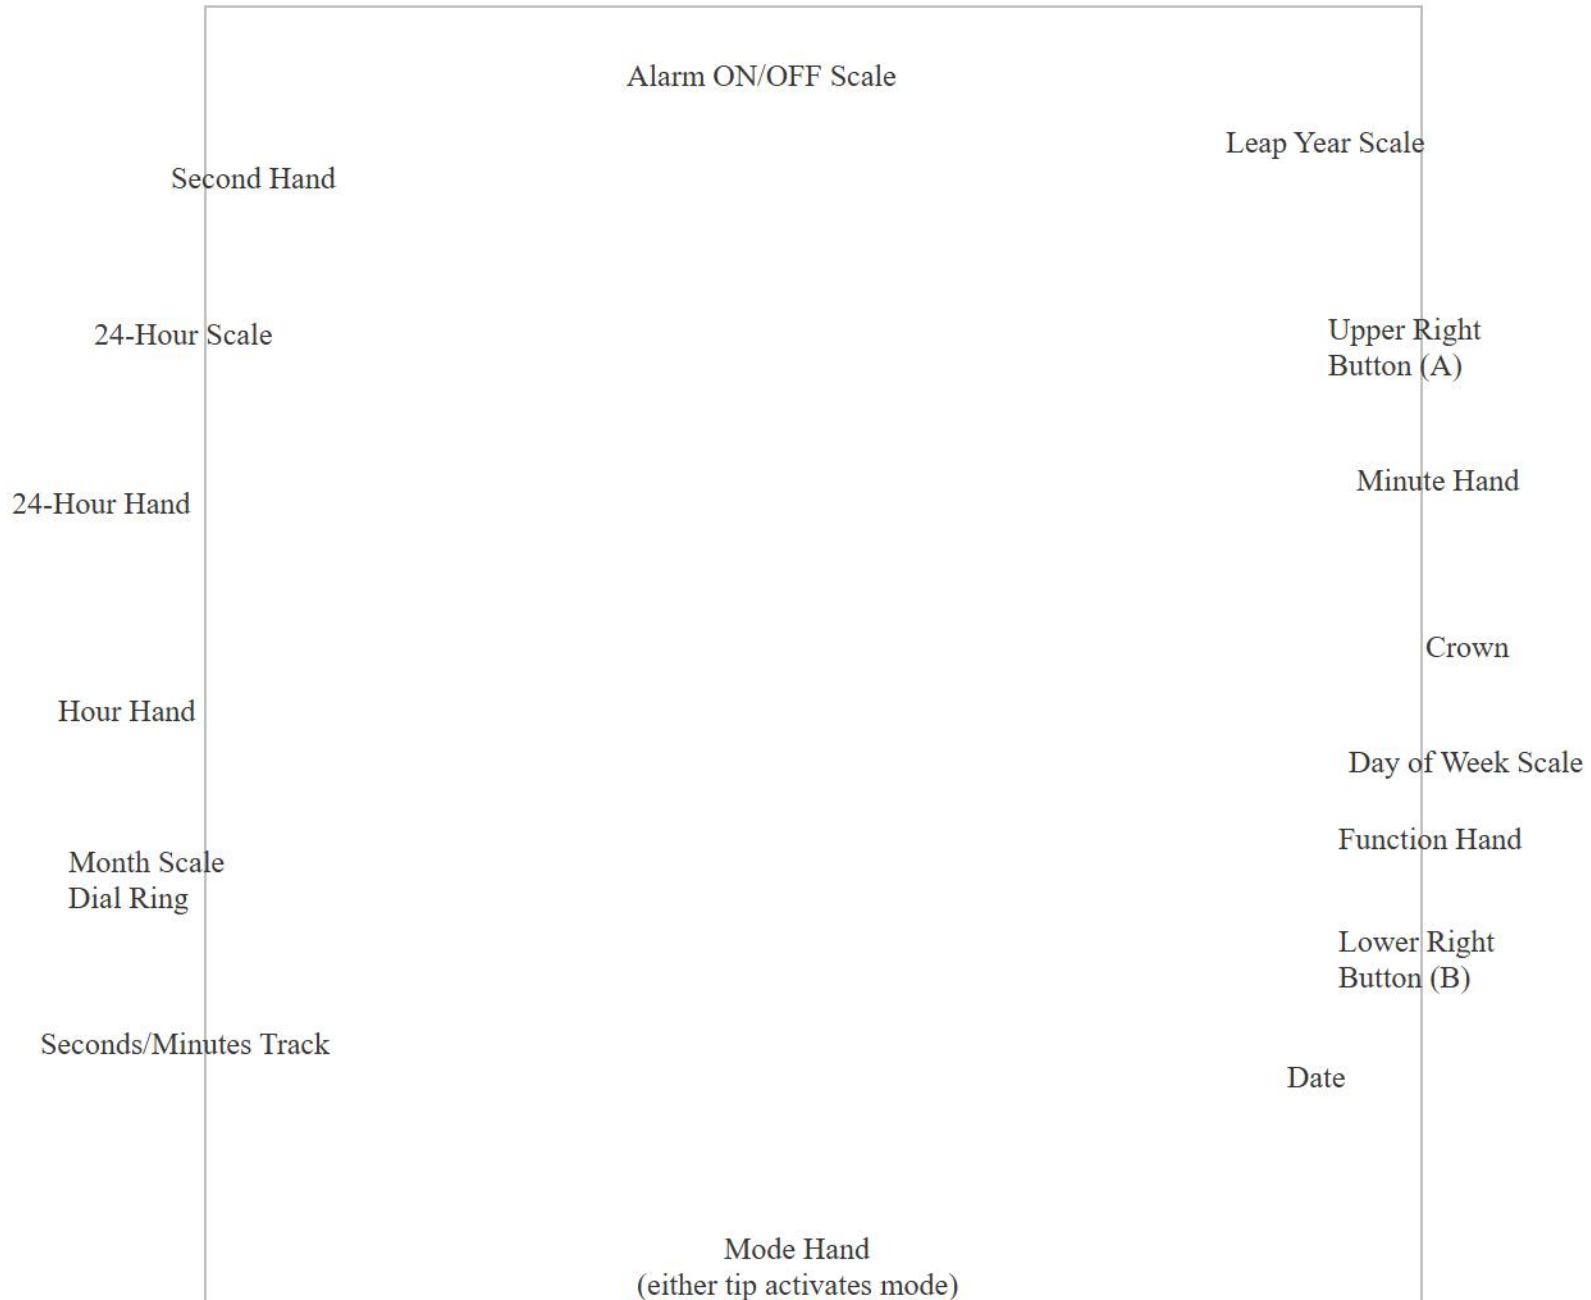 Alarm ON/OFF Scale
Leap Year Scale
Second Hand
24-Hour Scale
Upper Right
Button (A)
Minute Hand
24-Hour Hand
Crown
Hour Hand
Day of Week Scale
Function Hand
Month Scale
Dial Ring
Lower Right
Button (B)
Seconds/Minutes Track
Date
Mode Hand
(either tip activates mode)